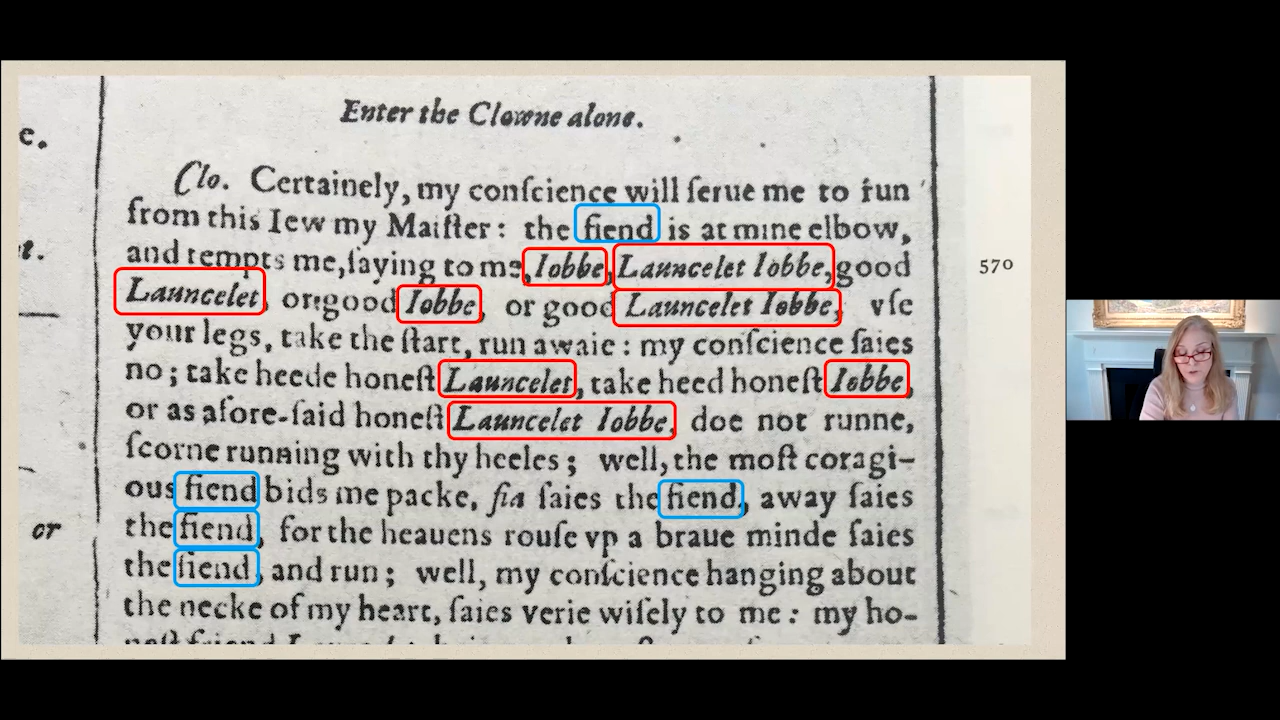 e.
Enter the Clowne alone.
Clo. Certainely, my conſcience will ſerue me to run
from this Iew my Maiſter: the fiend is at mine elbow,
t.
and tempts me, ſaying to me, Iobbe, Launcelet Iobbe, good
570
Launcelet, or good Iobbe, or good Launcelet Iobbe, vſe
your legs, take the ſtart, run awaie: my conſcience ſaies
no; take heede honeſt Launcelet, take heed honeſt Iobbe,
or as afore-ſaid honeſt Launcelet Iobbe, doe not runne,
ſcorne running with thy heeles; well, the moſt coragi-
ous fiend bids me packe, fia ſaies the fiend, away ſaies
or
the fiend, for the heauens rouſe vp a braue minde ſaies
the fiend, and run; well, my conſcience hanging about
the necke of my heart, ſaies verie wiſely to me: my ho-